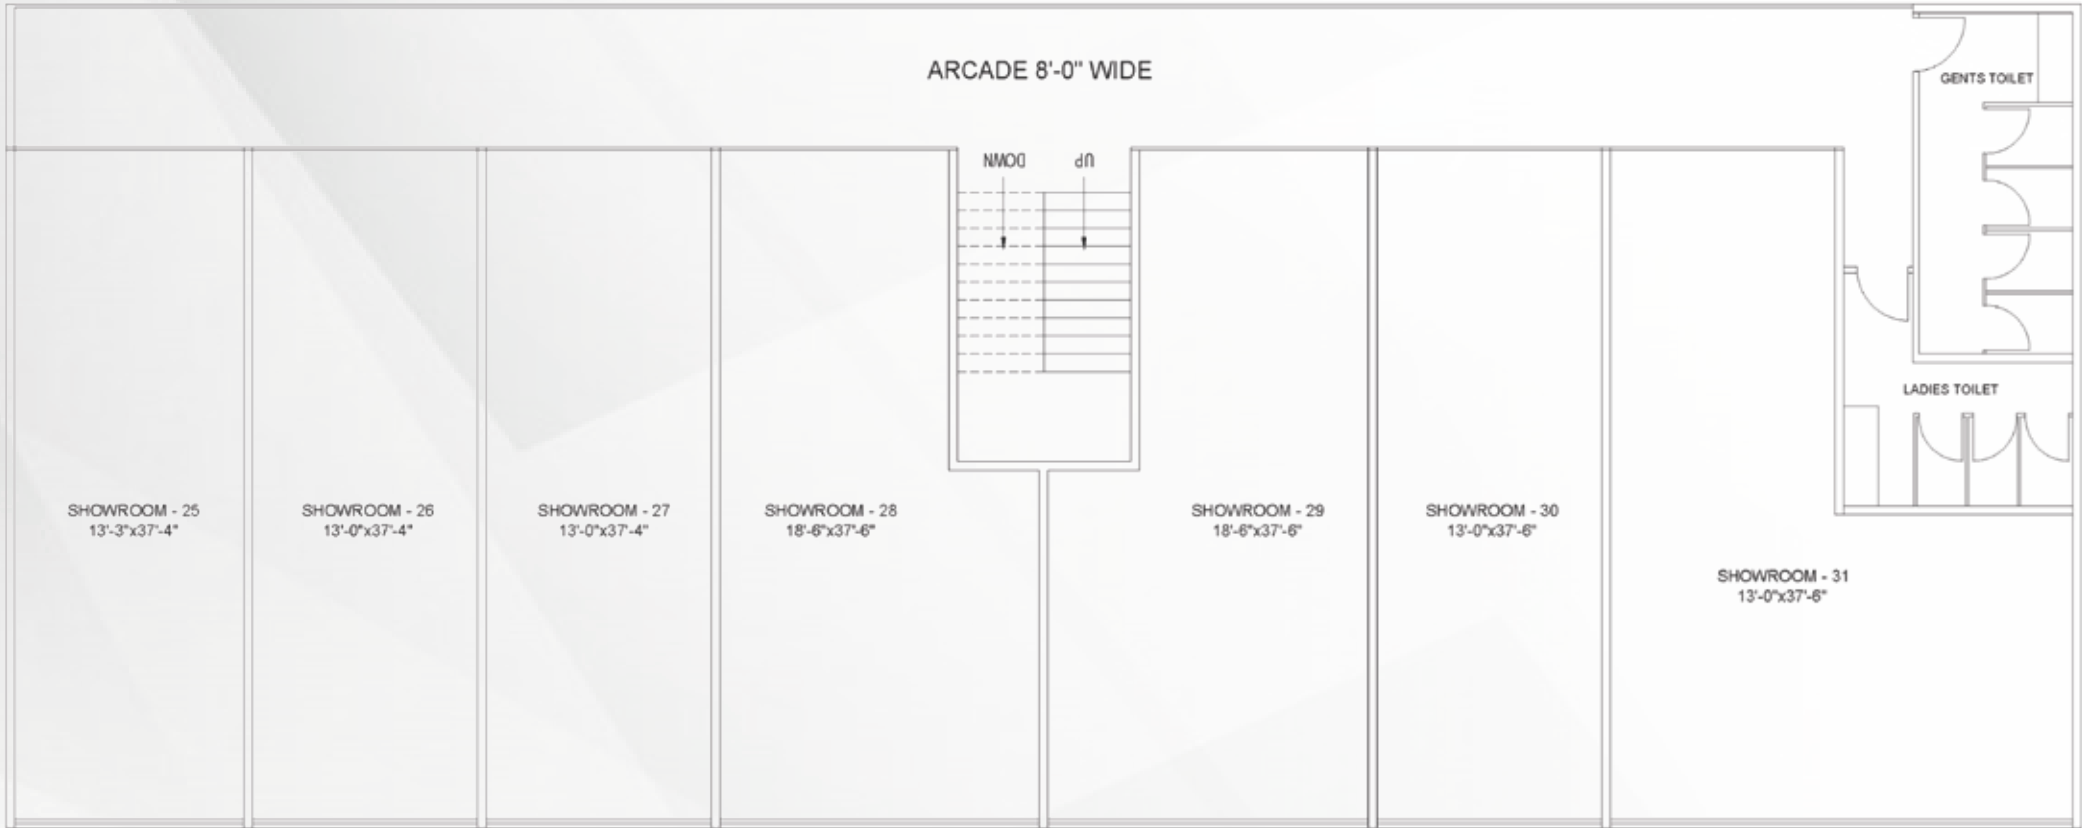 ARCADE 8'-0" WIDE
GENTS TOILET
DOWN
UP
LADIES TOILET
SHOWROOM - 25
13'-3"x37'-4"
SHOWROOM - 26
13'-0"x37'-4"
SHOWROOM - 27
13'-0"x37'-4"
SHOWROOM - 28
18'-6"x37'-6"
SHOWROOM - 29
18'-6"x37'-6"
SHOWROOM - 30
13'-0"x37'-6"
SHOWROOM - 31
13'-0"x37'-6"